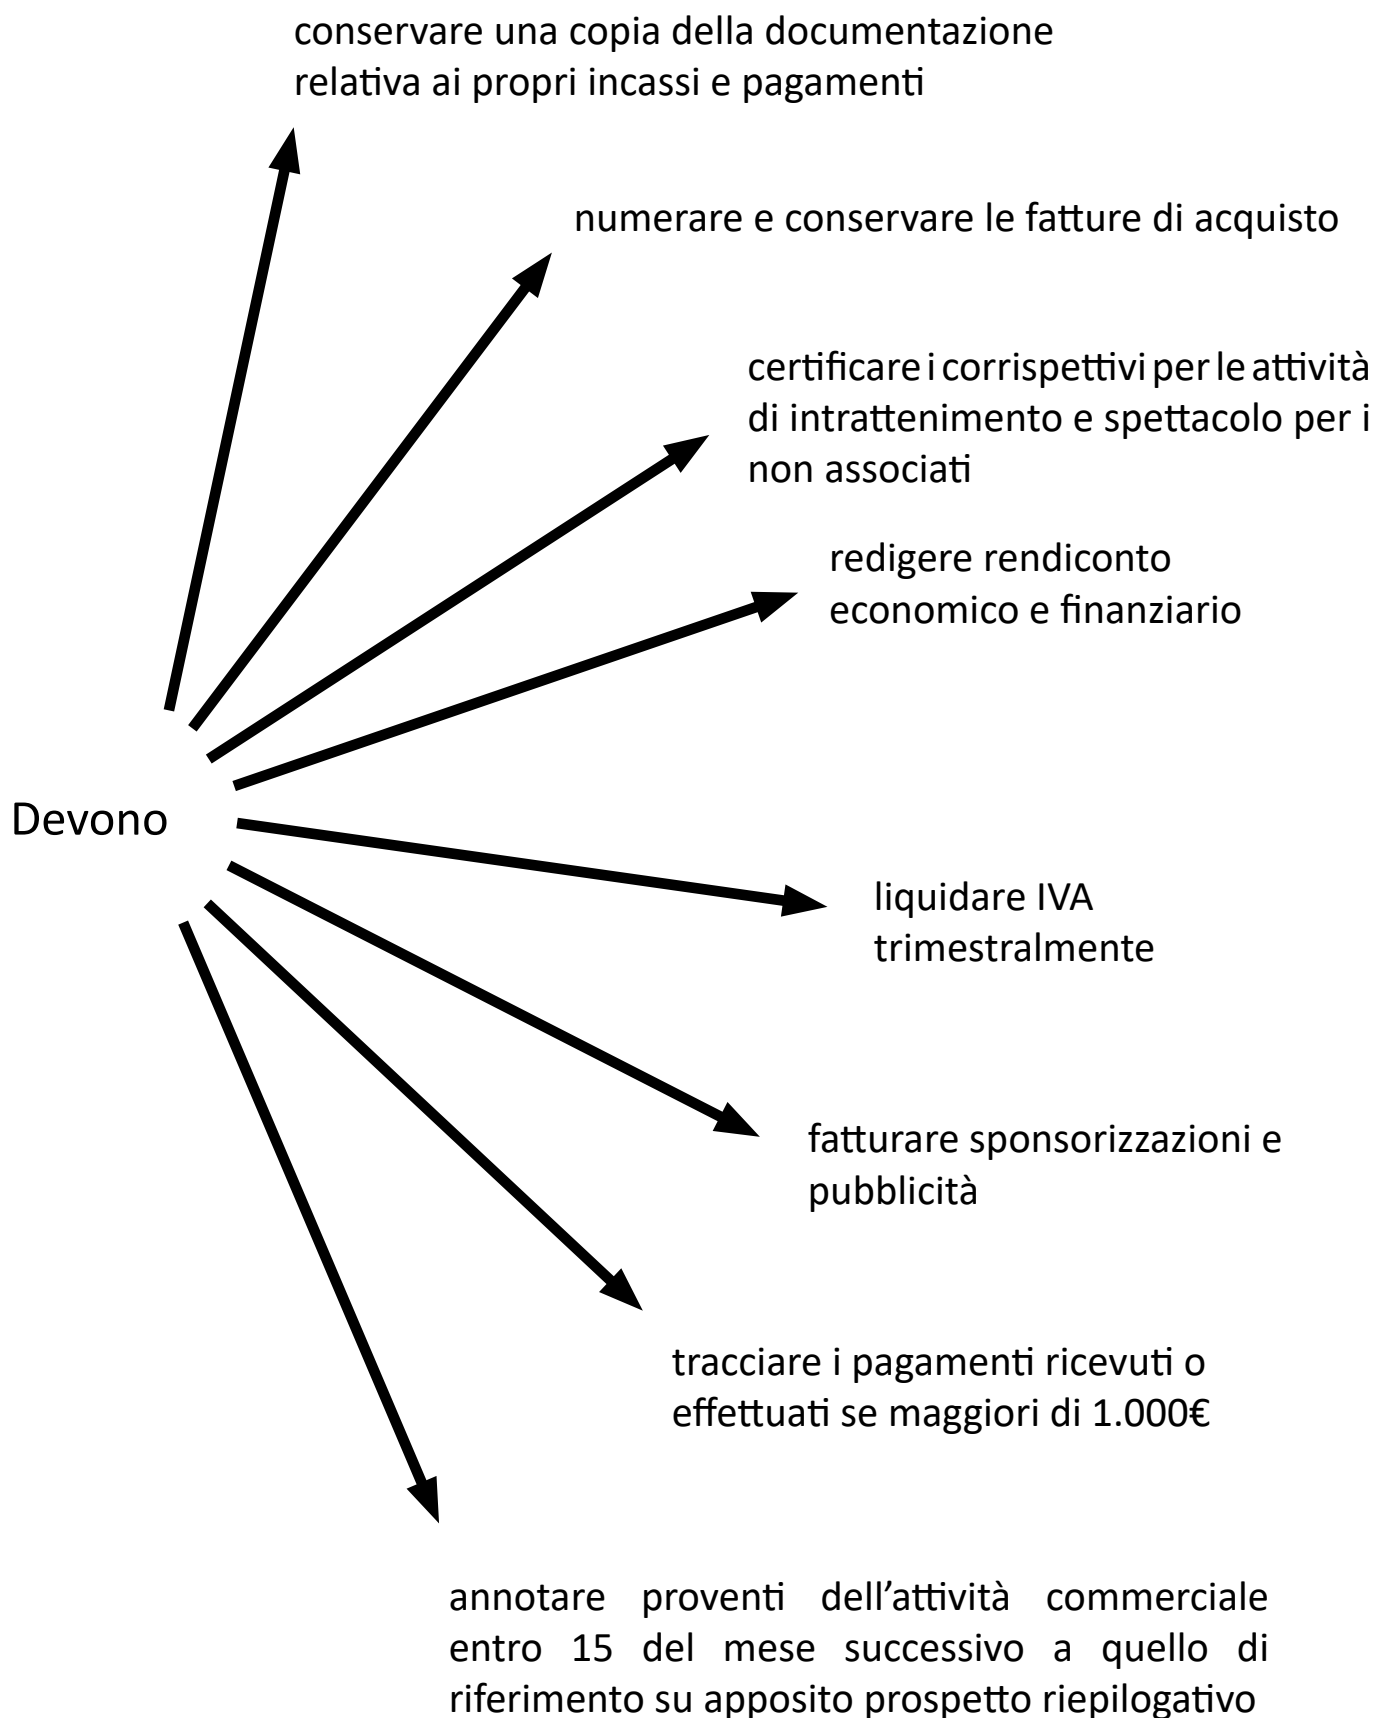 conservare una copia della documentazione
relativa ai propri incassi e pagamenti
numerare e conservare le fatture di acquisto
certificare i corrispettivi per le attività
di intrattenimento e spettacolo per i
non associati
redigere rendiconto
economico e finanziario
Devono
liquidare IVA
trimestralmente
fatturare sponsorizzazioni e
pubblicità
tracciare i pagamenti ricevuti o
effettuati se maggiori di 1.000€
annotare proventi dell’attività commerciale
entro 15 del mese successivo a quello di
riferimento su apposito prospetto riepilogativo